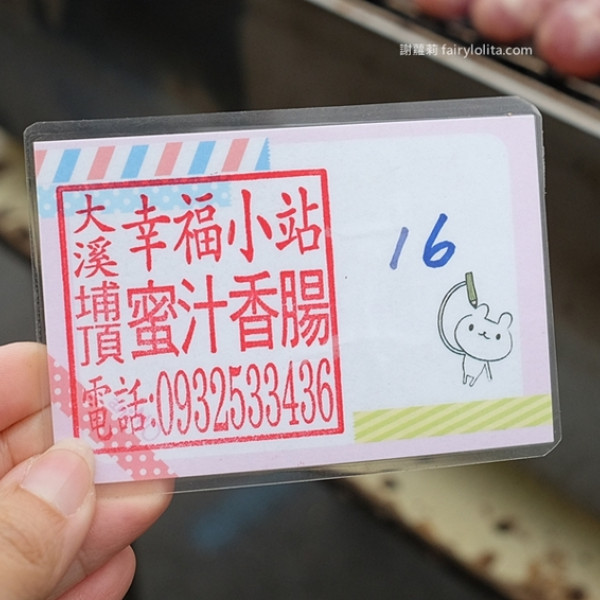 謝蘿莉 fairylolita.com
大溪埔頂
幸福小站
蜜汁香腸
電話:0932533436
16